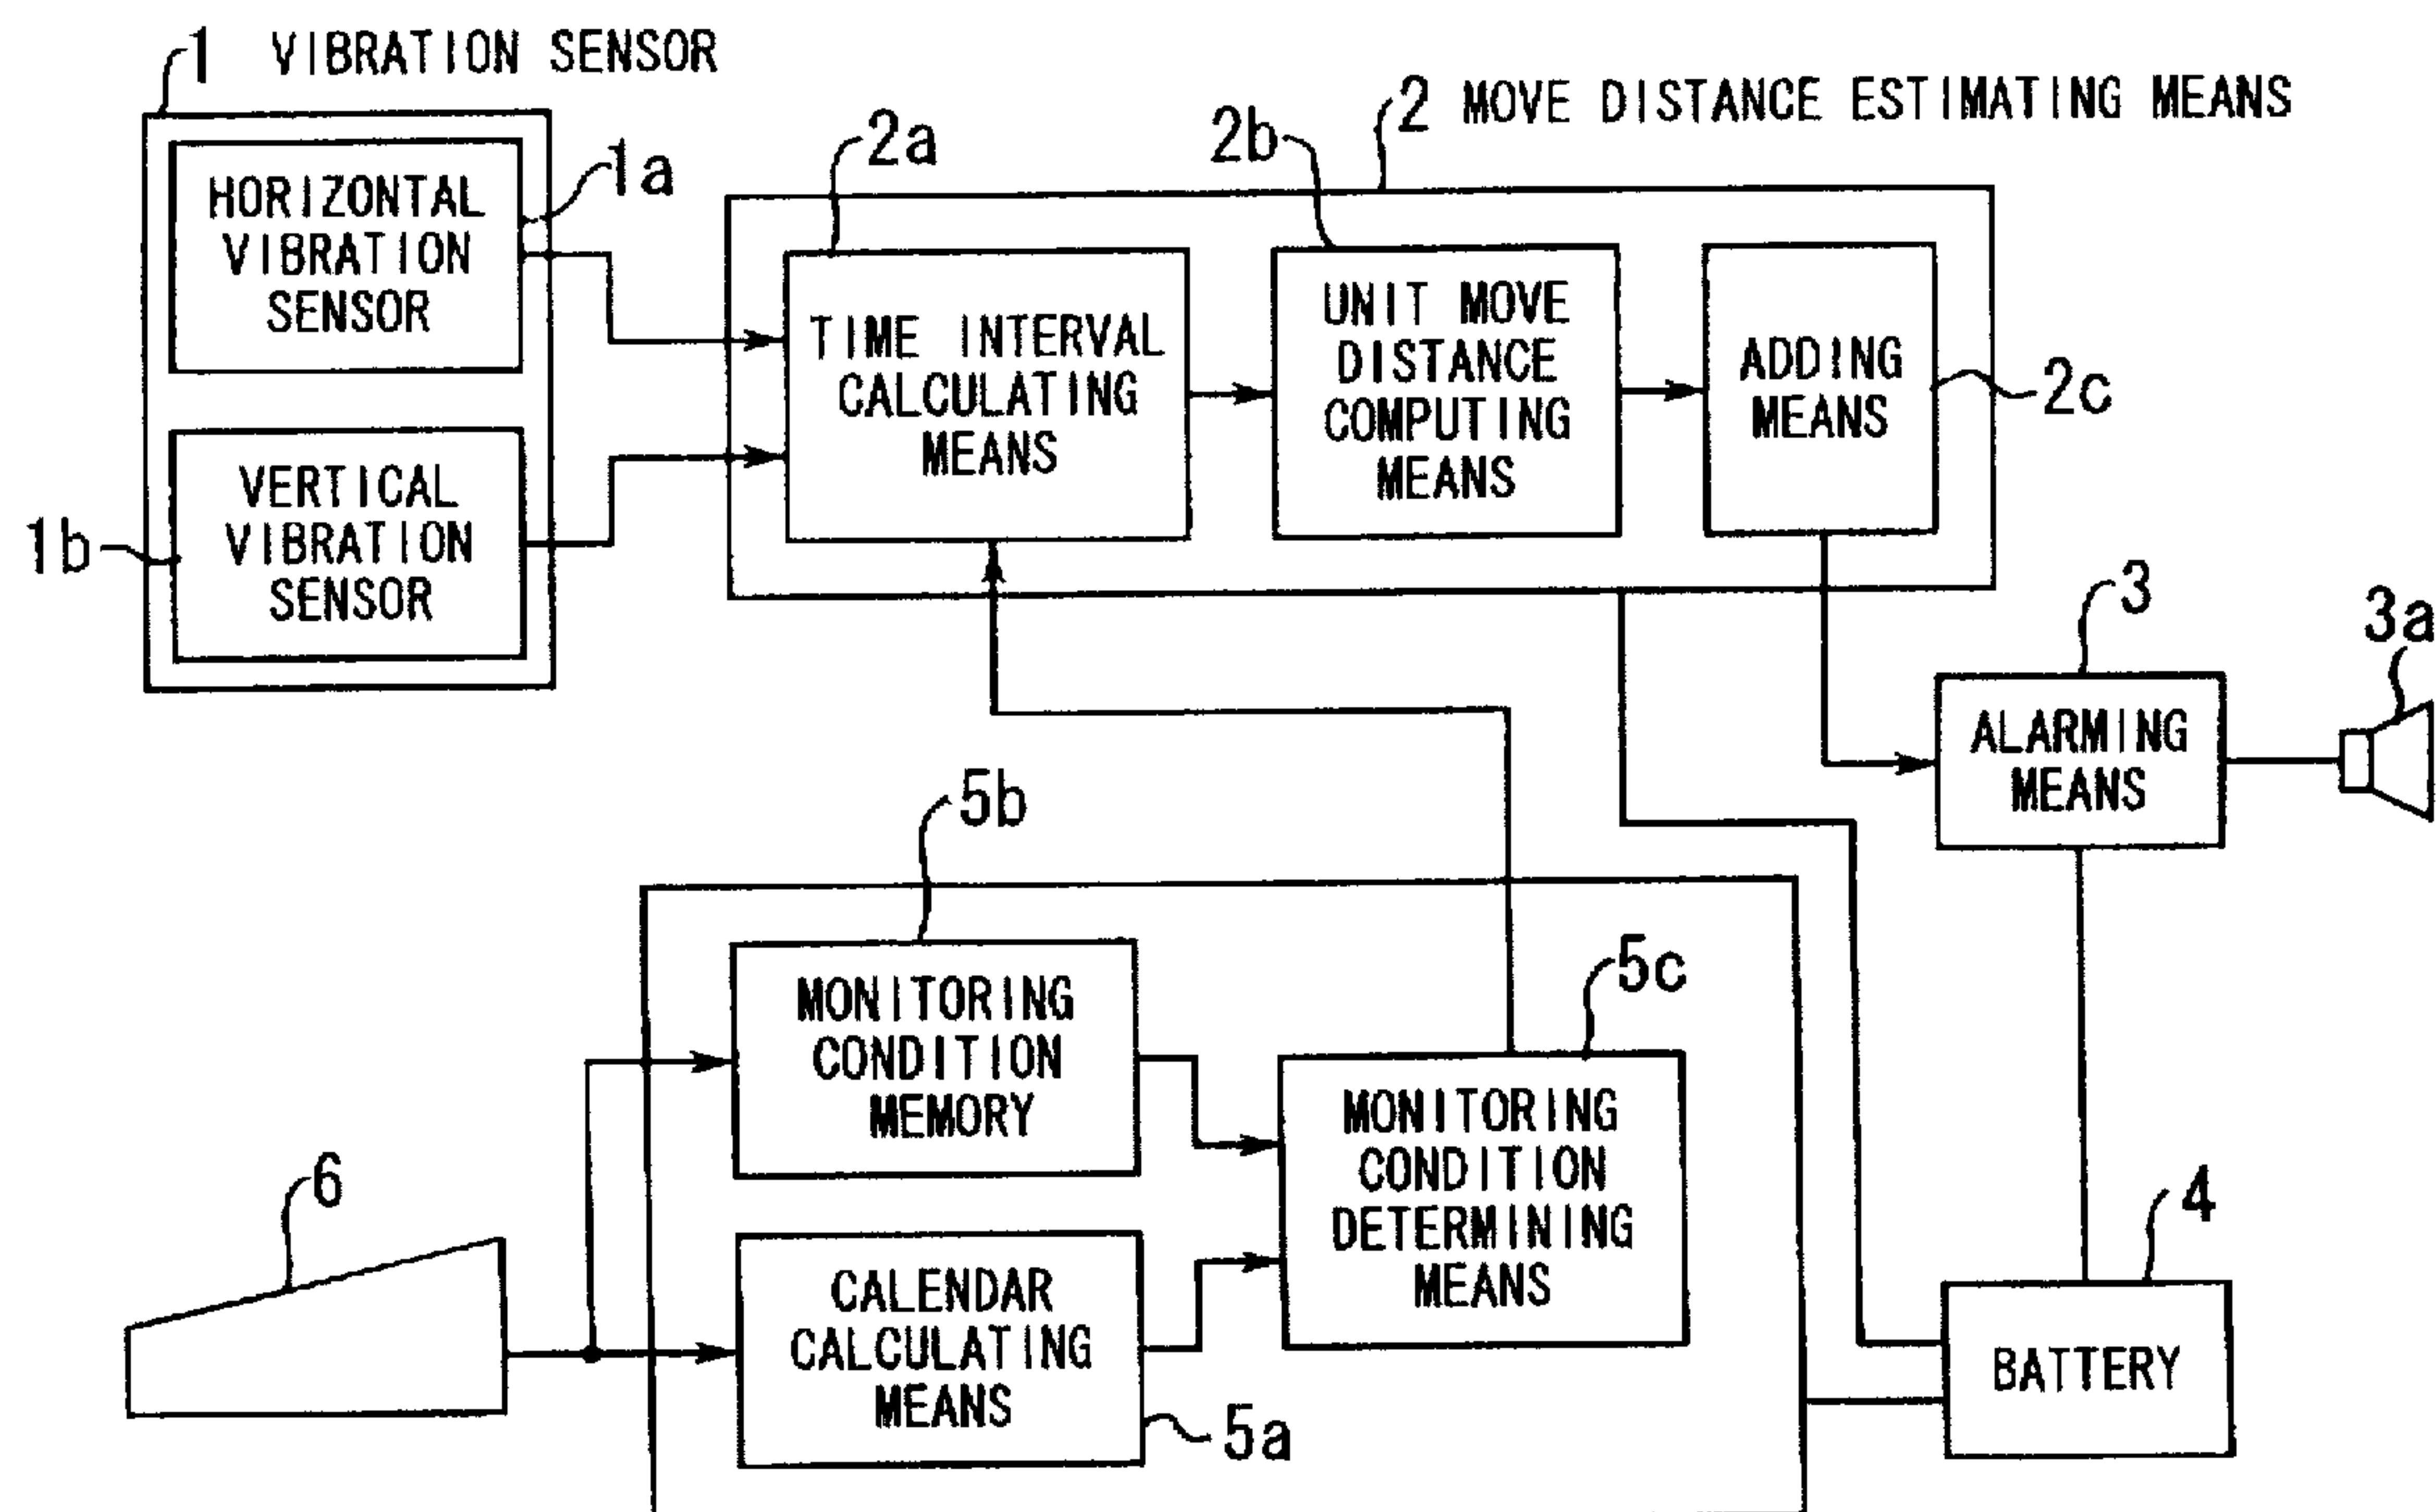 1 VIBRATION SENSOR
2 MOVE DISTANCE ESTIMATING MEANS
1a
HORIZONTAL
VIBRATION
SENSOR
1b
VERTICAL
VIBRATION
SENSOR
2a
TIME INTERVAL
CALCULATING
MEANS
2b
UNIT MOVE
DISTANCE
COMPUTING
MEANS
ADDING
MEANS
2c
3
ALARMING
MEANS
3a
5b
MONITORING
CONDITION
MEMORY
5c
MONITORING
CONDITION
DETERMINING
MEANS
6
CALENDAR
CALCULATING
MEANS
5a
4
BATTERY